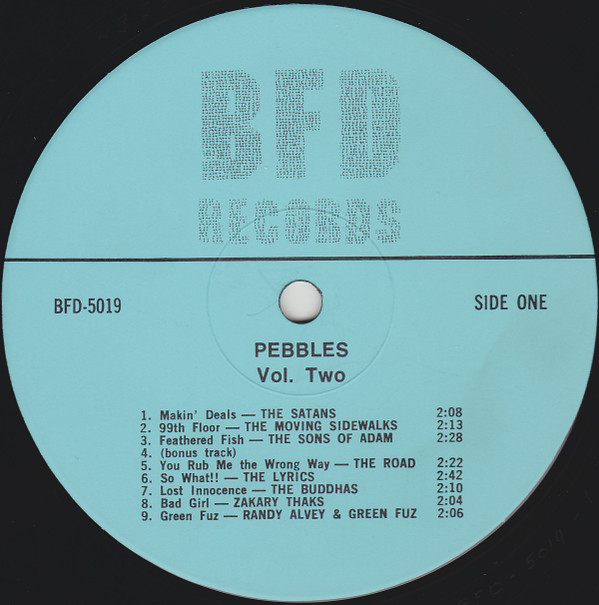 BFD
RECORDS
BFD-5019
SIDE ONE
PEBBLES
Vol. Two
1. Makin' Deals — THE SATANS 2:08
2. 99th Floor — THE MOVING SIDEWALKS 2:13
3. Feathered Fish — THE SONS OF ADAM 2:28
4. (bonus track)
5. You Rub Me the Wrong Way — THE ROAD 2:22
6. So What!! — THE LYRICS 2:42
7. Lost Innocence — THE BUDDHAS 2:10
8. Bad Girl — ZAKARY THAKS 2:04
9. Green Fuz — RANDY ALVEY & GREEN FUZ 2:06